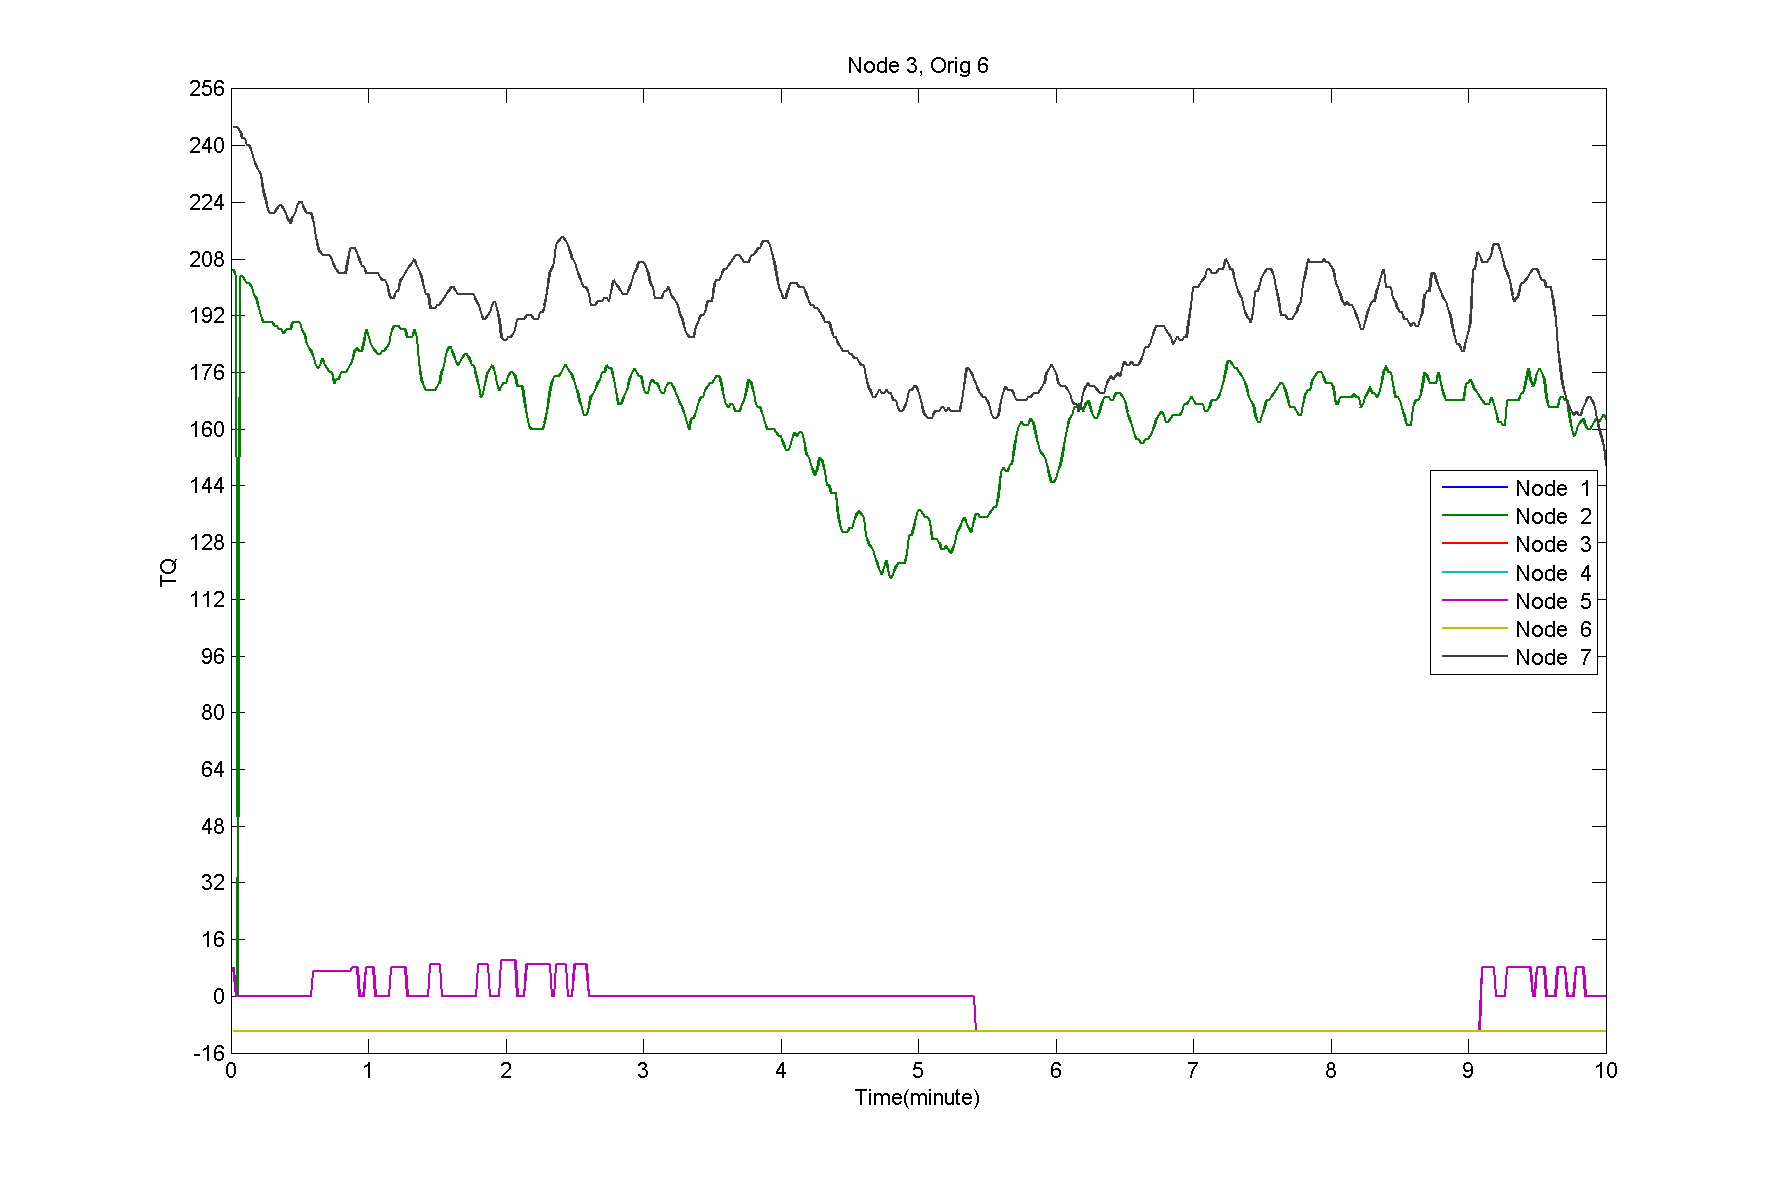 Node 3, Orig 6
256
240
224
208
192
176
160
144
128
112
96
80
64
48
32
16
0
-16
TQ
Node 1
Node 2
Node 3
Node 4
Node 5
Node 6
Node 7
0 1 2 3 4 5 6 7 8 9 10
Time(minute)